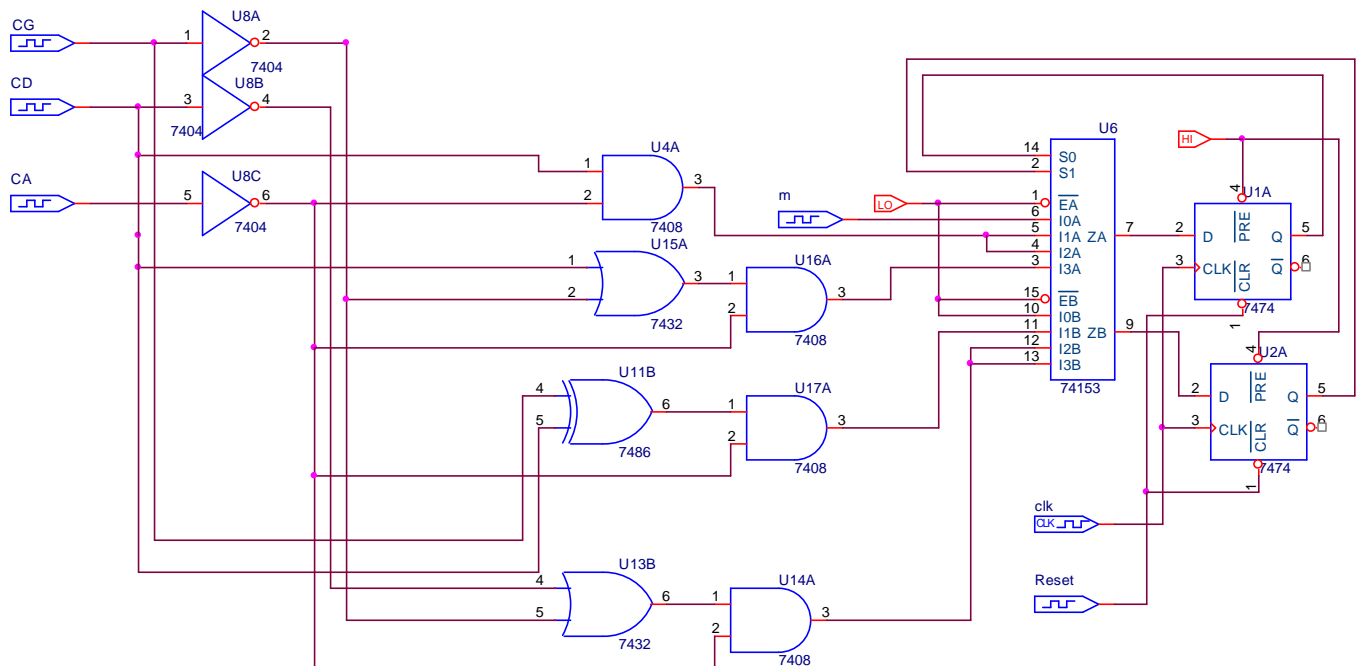 CG
1
U8A
2
7404
CD
3
U8B
4
7404
CA
5
U8C
6
7404
1
2
U4A
3
7408
1
2
U15A
3
7432
1
2
U16A
3
7408
4
5
U11B
6
7486
1
2
U17A
3
7408
4
5
U13B
6
7432
1
2
U14A
3
7408
m
LO
HI
U6
14 S0
2 S1
1 EA
6 I0A
5 I1A ZA 7
4 I2A
3 I3A
15 EB
10 I0B
11 I1B ZB 9
12 I2B
13 I3B
74153
4
U1A
2 D PRE Q 5
3 CLK CLR Q 6
1
7474
4
U2A
2 D PRE Q 5
3 CLK CLR Q 6
1
7474
clk
CLK
Reset